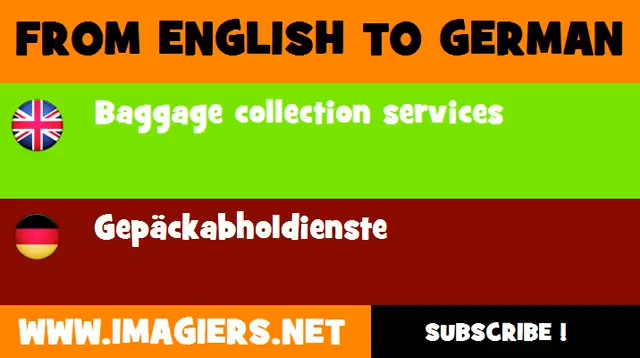 FROM ENGLISH TO GERMAN
Baggage collection services
Gepäckabholdienste
WWW.IMAGIERS.NET
SUBSCRIBE !